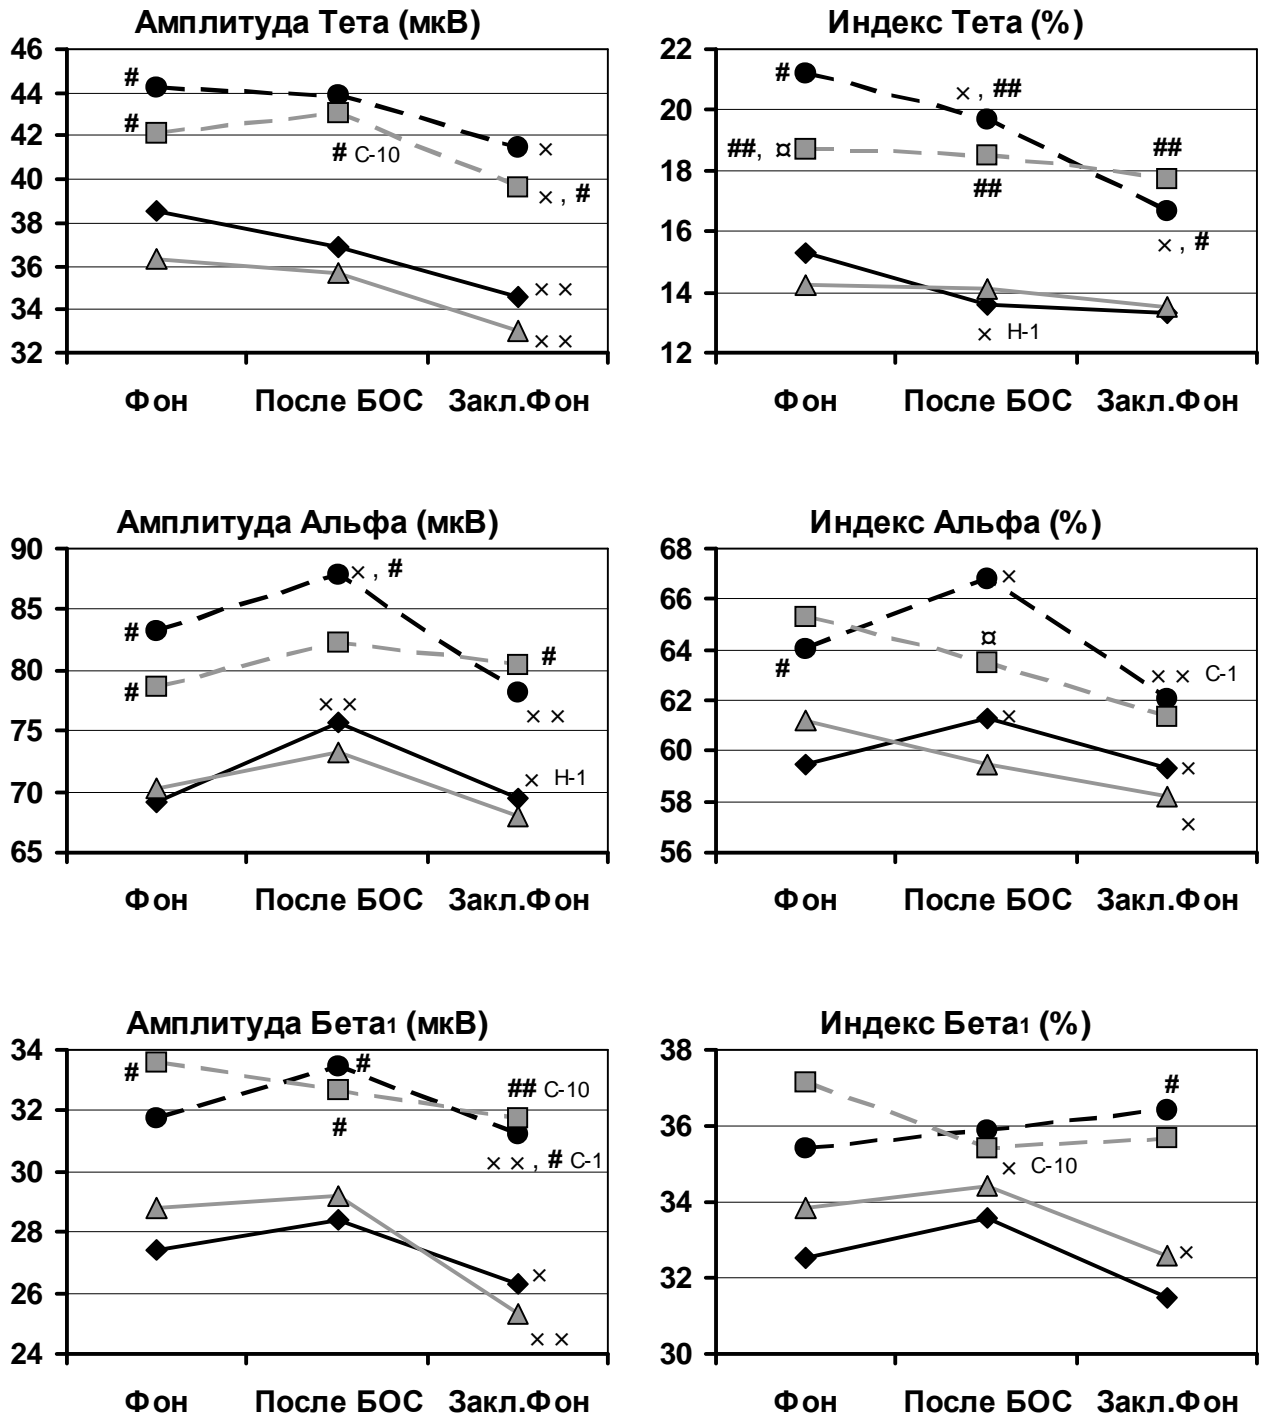 Амплитуда Тета (мкВ)
46
44
42
40
38
36
34
32
#
#
# С-10
×
× , #
× ×
× ×
Фон После БОС Закл.Фон
Индекс Тета (%)
22
20
18
16
14
12
#
× , ##
##, ¤
##
##
× , #
× Н-1
Фон После БОС Закл.Фон
Амплитуда Альфа (мкВ)
90
85
80
75
70
65
#
× , #
#
#
× ×
× ×
× Н-1
Фон После БОС Закл.Фон
Индекс Альфа (%)
68
66
64
62
60
58
56
#
×
¤
× × С-1
×
×
×
Фон После БОС Закл.Фон
Амплитуда Бета1 (мкВ)
34
32
30
28
26
24
#
#
#
## С-10
× × , # С-1
×
× ×
Фон После БОС Закл.Фон
Индекс Бета1 (%)
38
36
34
32
30
#
× С-10
×
Фон После БОС Закл.Фон